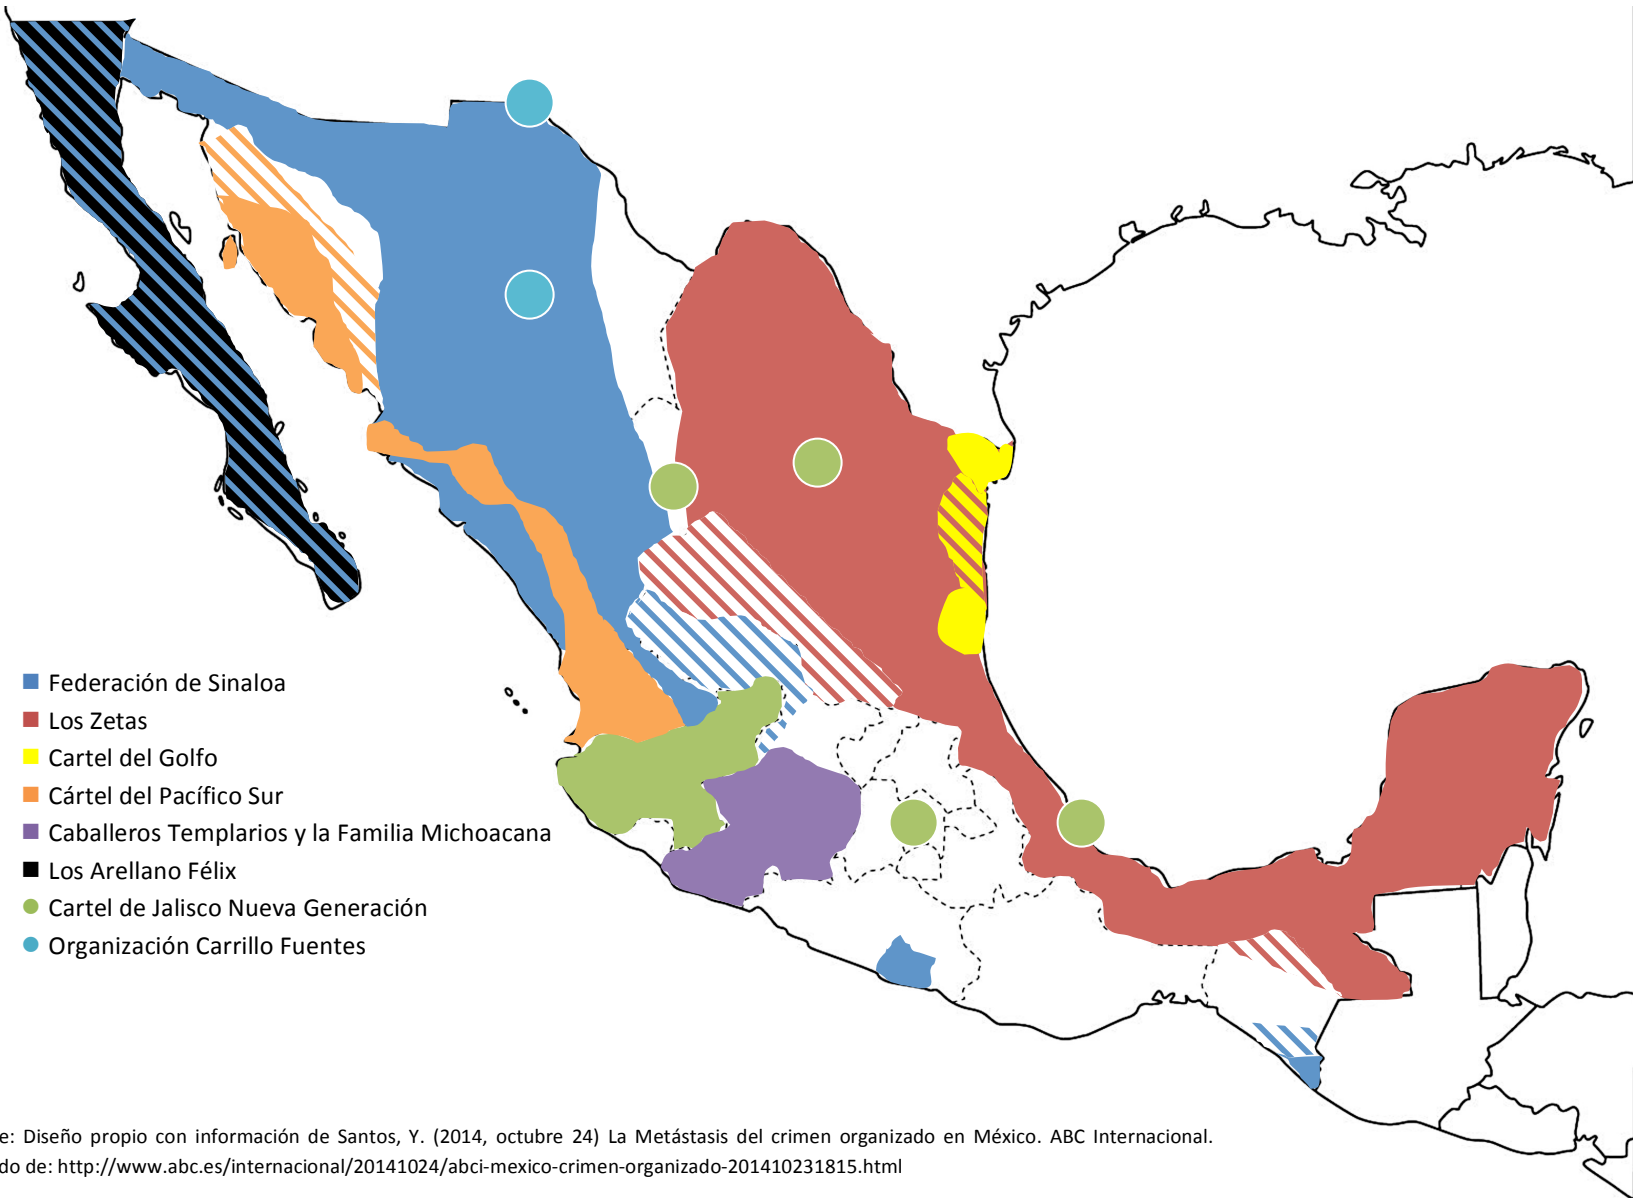 Federación de Sinaloa
Los Zetas
Cartel del Golfo
Cártel del Pacífico Sur
Caballeros Templarios y la Familia Michoacana
Los Arellano Félix
Cartel de Jalisco Nueva Generación
Organización Carrillo Fuentes
e: Diseño propio con información de Santos, Y. (2014, octubre 24) La Metástasis del crimen organizado en México. ABC Internacional.
do de: http://www.abc.es/internacional/20141024/abci-mexico-crimen-organizado-201410231815.html